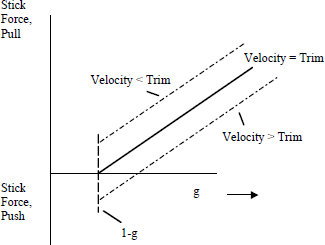 Stick
Force,
Pull
Velocity = Trim
Velocity < Trim
Velocity > Trim
Stick
Force,
Push
g
1-g